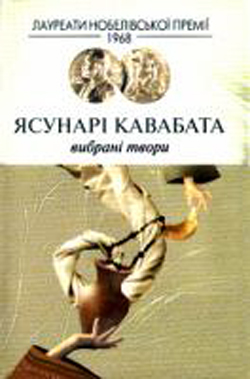 ЛАУРЕАТИ НОБЕЛІВСЬКОЇ ПРЕМІЇ
1968
ЯСУНАРІ КАВАБАТА
вибрані твори